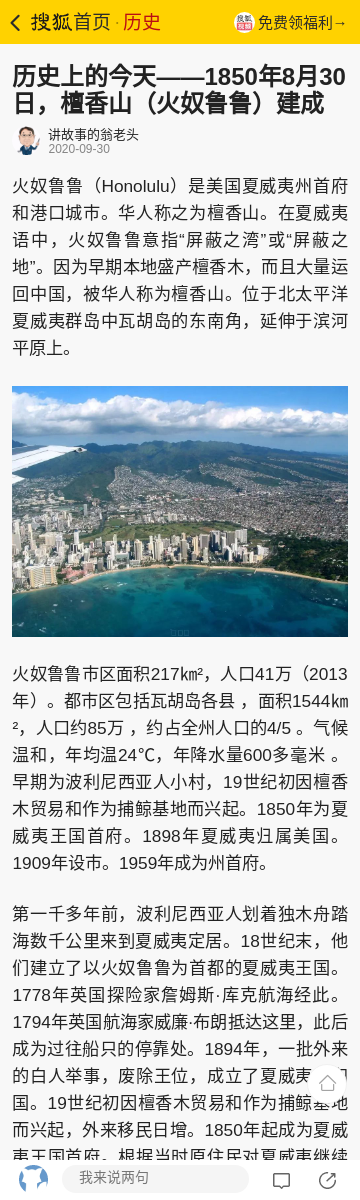 搜狐首页 · 历史
搜狐
视频
免费领福利→
历史上的今天——1850年8月30
日，檀香山（火奴鲁鲁）建成
讲故事的翁老头
2020-09-30
火奴鲁鲁（Honolulu）是美国夏威夷州首府
和港口城市。华人称之为檀香山。在夏威夷
语中，火奴鲁鲁意指“屏蔽之湾”或“屏蔽之
地”。因为早期本地盛产檀香木，而且大量运
回中国，被华人称为檀香山。位于北太平洋
夏威夷群岛中瓦胡岛的东南角，延伸于滨河
平原上。
火奴鲁鲁市区面积217㎞²，人口41万（2013
年）。都市区包括瓦胡岛各县 ，面积1544㎞
²，人口约85万 ，约占全州人口的4/5 。气候
温和，年均温24℃，年降水量600多毫米 。
早期为波利尼西亚人小村，19世纪初因檀香
木贸易和作为捕鲸基地而兴起。1850年为夏
威夷王国首府。1898年夏威夷归属美国。
1909年设市。1959年成为州首府。
第一千多年前，波利尼西亚人划着独木舟踏
海数千公里来到夏威夷定居。18世纪末，他
们建立了以火奴鲁鲁为首都的夏威夷王国。
1778年英国探险家詹姆斯·库克航海经此。
1794年英国航海家威廉·布朗抵达这里，此后
成为过往船只的停靠处。1894年，一批外来
的白人举事，废除王位，成立了夏威夷
国。19世纪初因檀香木贸易和作为捕鲸基地
而兴起，外来移民日增。1850年起成为夏威
夷王国首府。根据当时原住民对夏威夷继续
我来说两句